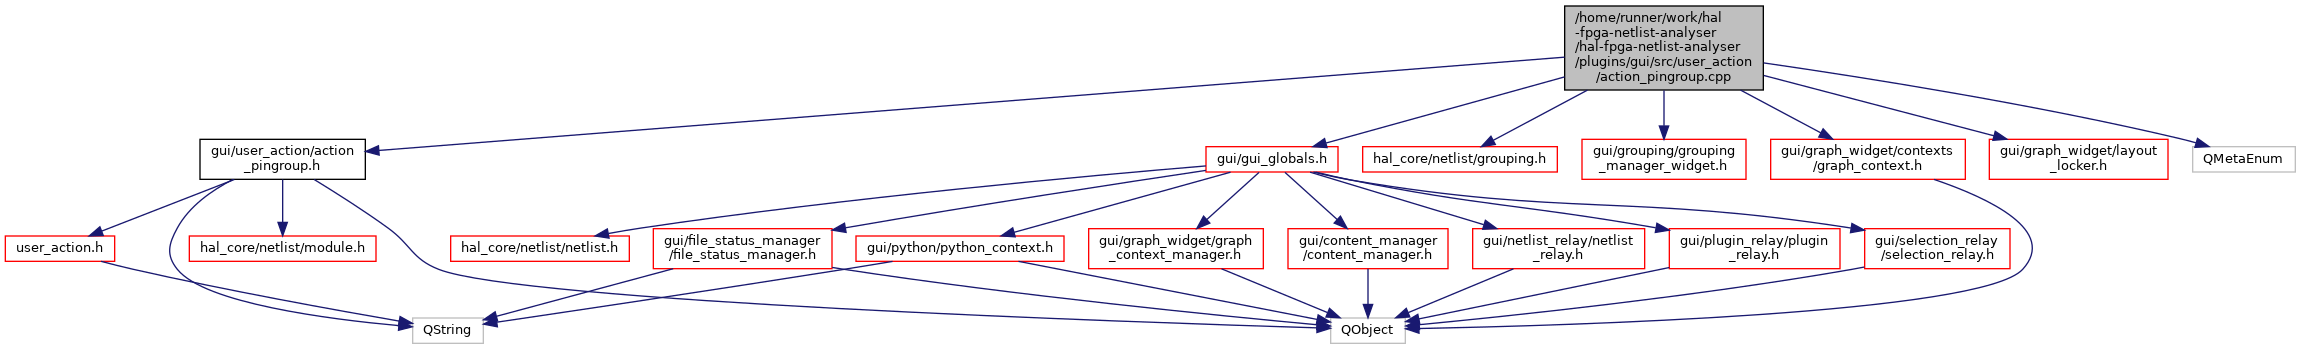 /home/runner/work/hal
-fpga-netlist-analyser
/hal-fpga-netlist-analyser
/plugins/gui/src/user_action
/action_pingroup.cpp
gui/user_action/action
_pingroup.h
gui/gui_globals.h
hal_core/netlist/grouping.h
gui/grouping/grouping
_manager_widget.h
gui/graph_widget/contexts
/graph_context.h
gui/graph_widget/layout
_locker.h
QMetaEnum
user_action.h
hal_core/netlist/module.h
hal_core/netlist/netlist.h
gui/file_status_manager
/file_status_manager.h
gui/python/python_context.h
gui/graph_widget/graph
_context_manager.h
gui/content_manager
/content_manager.h
gui/netlist_relay/netlist
_relay.h
gui/plugin_relay/plugin
_relay.h
gui/selection_relay
/selection_relay.h
QString
QObject